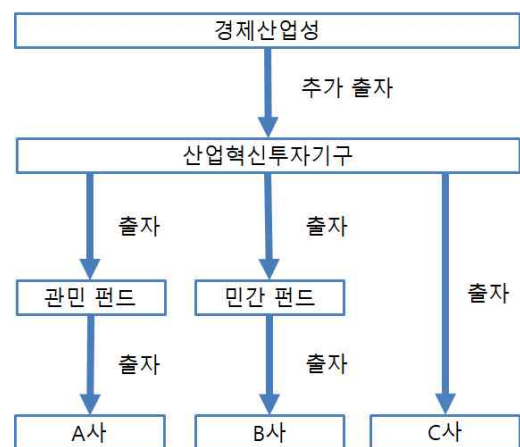 경제산업성
추가 출자
산업혁신투자기구
출자
출자
출자
관민 펀드
민간 펀드
출자
출자
A사
B사
C사